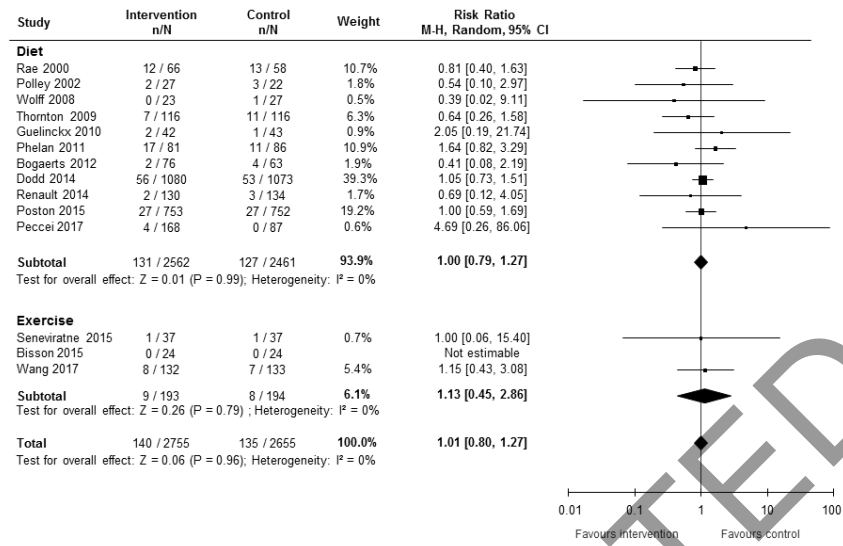 Study Intervention n/N Control n/N Weight Risk Ratio M-H, Random, 95% CI
Diet
Rae 2000 12 / 66 13 / 58 10.7% 0.81 [0.40, 1.63]
Polley 2002 2 / 27 3 / 22 1.8% 0.54 [0.10, 2.97]
Wolff 2008 0 / 23 1 / 27 0.5% 0.39 [0.02, 9.11]
Thornton 2009 7 / 116 11 / 116 6.3% 0.64 [0.26, 1.58]
Guelinckx 2010 2 / 42 1 / 43 0.9% 2.05 [0.19, 21.74]
Phelan 2011 17 / 81 11 / 86 10.9% 1.64 [0.82, 3.29]
Bogaerts 2012 2 / 76 4 / 63 1.9% 0.41 [0.08, 2.19]
Dodd 2014 56 / 1080 53 / 1073 39.3% 1.05 [0.73, 1.51]
Renault 2014 2 / 130 3 / 134 1.7% 0.69 [0.12, 4.05]
Poston 2015 27 / 753 27 / 752 19.2% 1.00 [0.59, 1.69]
Peccei 2017 4 / 168 0 / 87 0.6% 4.69 [0.26, 86.06]
Subtotal 131 / 2562 127 / 2461 93.9% 1.00 [0.79, 1.27]
Test for overall effect: Z = 0.01 (P = 0.99); Heterogeneity: I² = 0%
Exercise
Seneviratne 2015 1 / 37 1 / 37 0.7% 1.00 [0.06, 15.40]
Bisson 2015 0 / 24 0 / 24 Not estimable
Wang 2017 8 / 132 7 / 133 5.4% 1.15 [0.43, 3.08]
Subtotal 9 / 193 8 / 194 6.1% 1.13 [0.45, 2.86]
Test for overall effect: Z = 0.26 (P = 0.79) ; Heterogeneity: I² = 0%
Total 140 / 2755 135 / 2655 100.0% 1.01 [0.80, 1.27]
Test for overall effect: Z = 0.06 (P = 0.96); Heterogeneity: I² = 0%
0.01 0.1 1 10 100
Favours intervention Favours control
TED